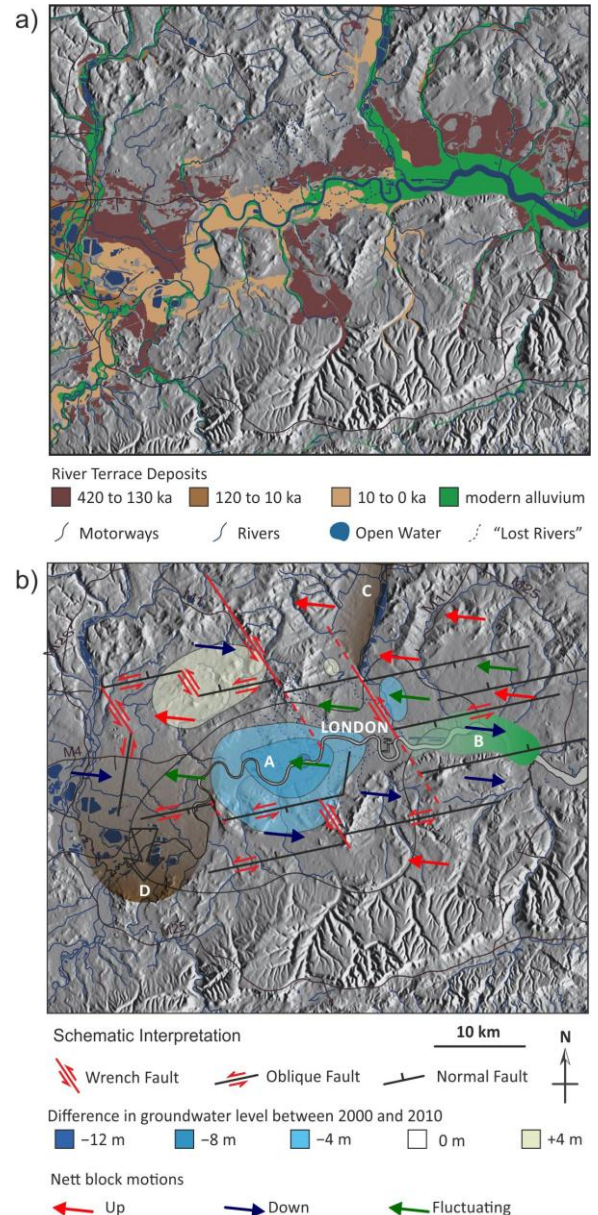 a)
River Terrace Deposits
420 to 130 ka 120 to 10 ka 10 to 0 ka modern alluvium
Motorways Rivers Open Water “Lost Rivers”
b)
C
M11
M25
M25
LONDON
M4
A
B
D
M25
Schematic Interpretation
10 km
N
Wrench Fault Oblique Fault Normal Fault
Difference in groundwater level between 2000 and 2010
−12 m −8 m −4 m 0 m +4 m
Nett block motions
Up Down Fluctuating